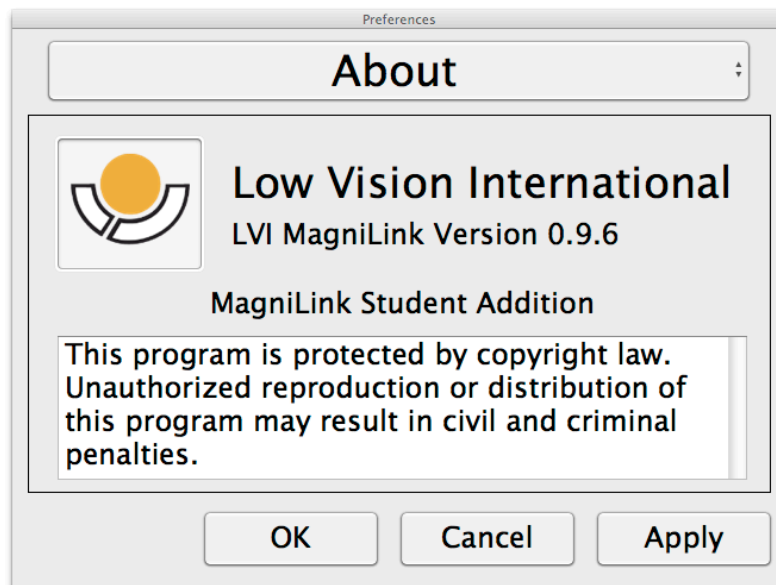 Preferences
About
Low Vision International
LVI MagniLink Version 0.9.6
MagniLink Student Addition
This program is protected by copyright law.
Unauthorized reproduction or distribution of
this program may result in civil and criminal
penalties.
OK Cancel Apply